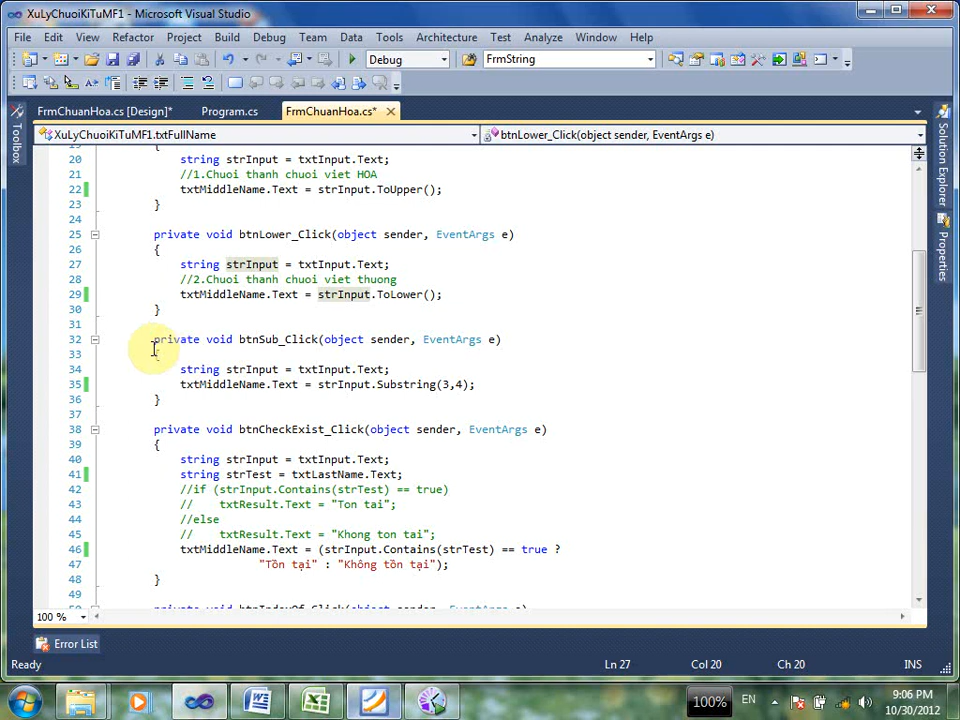 XuLyChuoiKiTuMF1 - Microsoft Visual Studio
File Edit View Refactor Project Build Debug Team Data Tools Architecture Test Analyze Window Help
Debug FrmString
FrmChuanHoa.cs [Design]* Program.cs FrmChuanHoa.cs*
XuLyChuoiKiTuMF1.txtFullName btnLower_Click(object sender, EventArgs e)
Toolbox
Solution Explorer
Properties
19 {
20 string strInput = txtInput.Text;
21 //1.Chuoi thanh chuoi viet HOA
22 txtMiddleName.Text = strInput.ToUpper();
23 }
24
25 private void btnLower_Click(object sender, EventArgs e)
26 {
27 string strInput = txtInput.Text;
28 //2.Chuoi thanh chuoi viet thuong
29 txtMiddleName.Text = strInput.ToLower();
30 }
31
32 private void btnSub_Click(object sender, EventArgs e)
33 {
34 string strInput = txtInput.Text;
35 txtMiddleName.Text = strInput.Substring(3,4);
36 }
37
38 private void btnCheckExist_Click(object sender, EventArgs e)
39 {
40 string strInput = txtInput.Text;
41 string strTest = txtLastName.Text;
42 //if (strInput.Contains(strTest) == true)
43 // txtResult.Text = "Ton tai";
44 //else
45 // txtResult.Text = "Khong ton tai";
46 txtMiddleName.Text = (strInput.Contains(strTest) == true ?
47 "Tồn tại" : "Không tồn tại");
48 }
49
50 private void btnIndexOf_Click(object sender, EventArgs e)
100 %
Error List
Ready Ln 27 Col 20 Ch 20 INS
100% EN 9:06 PM
10/30/2012